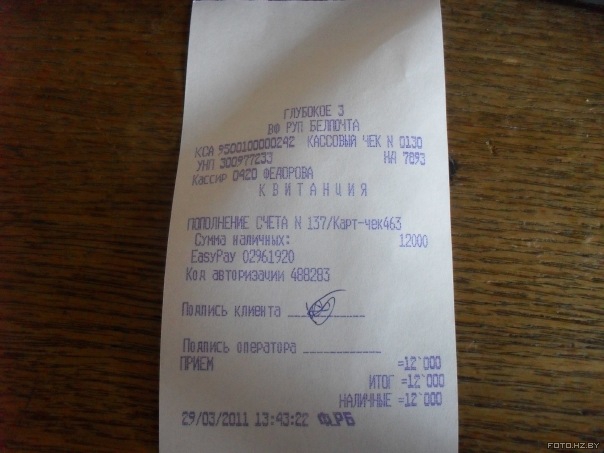 ГЛУБОКОЕ 3
ВФ РУП БЕЛПОЧТА
КСА 9500100000242 КАССОВЫЙ ЧЕК N 0130
УНП 300977233 НА 7893
Кассир 0420 ФЕДОРОВА
КВИТАНЦИЯ
ПОПОЛНЕНИЕ СЧЕТА N 137/Карт-чек463
Сумма наличных: 12000
EasyPay 02961920
Код авторизации 488283
Подпись клиента
Подпись оператора
ПРИЕМ =12`000
ИТОГ =12`000
НАЛИЧНЫЕ =12`000
29/03/2011 13:43:22 РБ
FOTO.HZ.BY